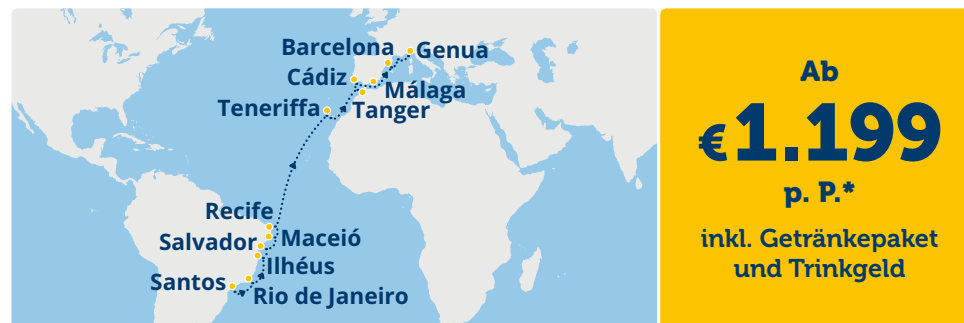 Barcelona
Genua
Cádiz
Málaga
Teneriffa
Tanger
Recife
Salvador
Maceió
Ilhéus
Santos
Rio de Janeiro
Ab
€1.199
p. P.*
inkl. Getränkepaket
und Trinkgeld